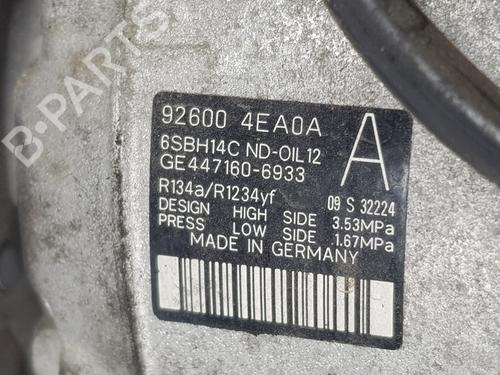 B-PARTS
92600 4EA0A
A
6SBH14C ND-OIL12
GE447160-6933
R134a/R1234yf
09 S 32224
DESIGN HIGH SIDE 3.53MPa
PRESS LOW SIDE 1.67MPa
MADE IN GERMANY